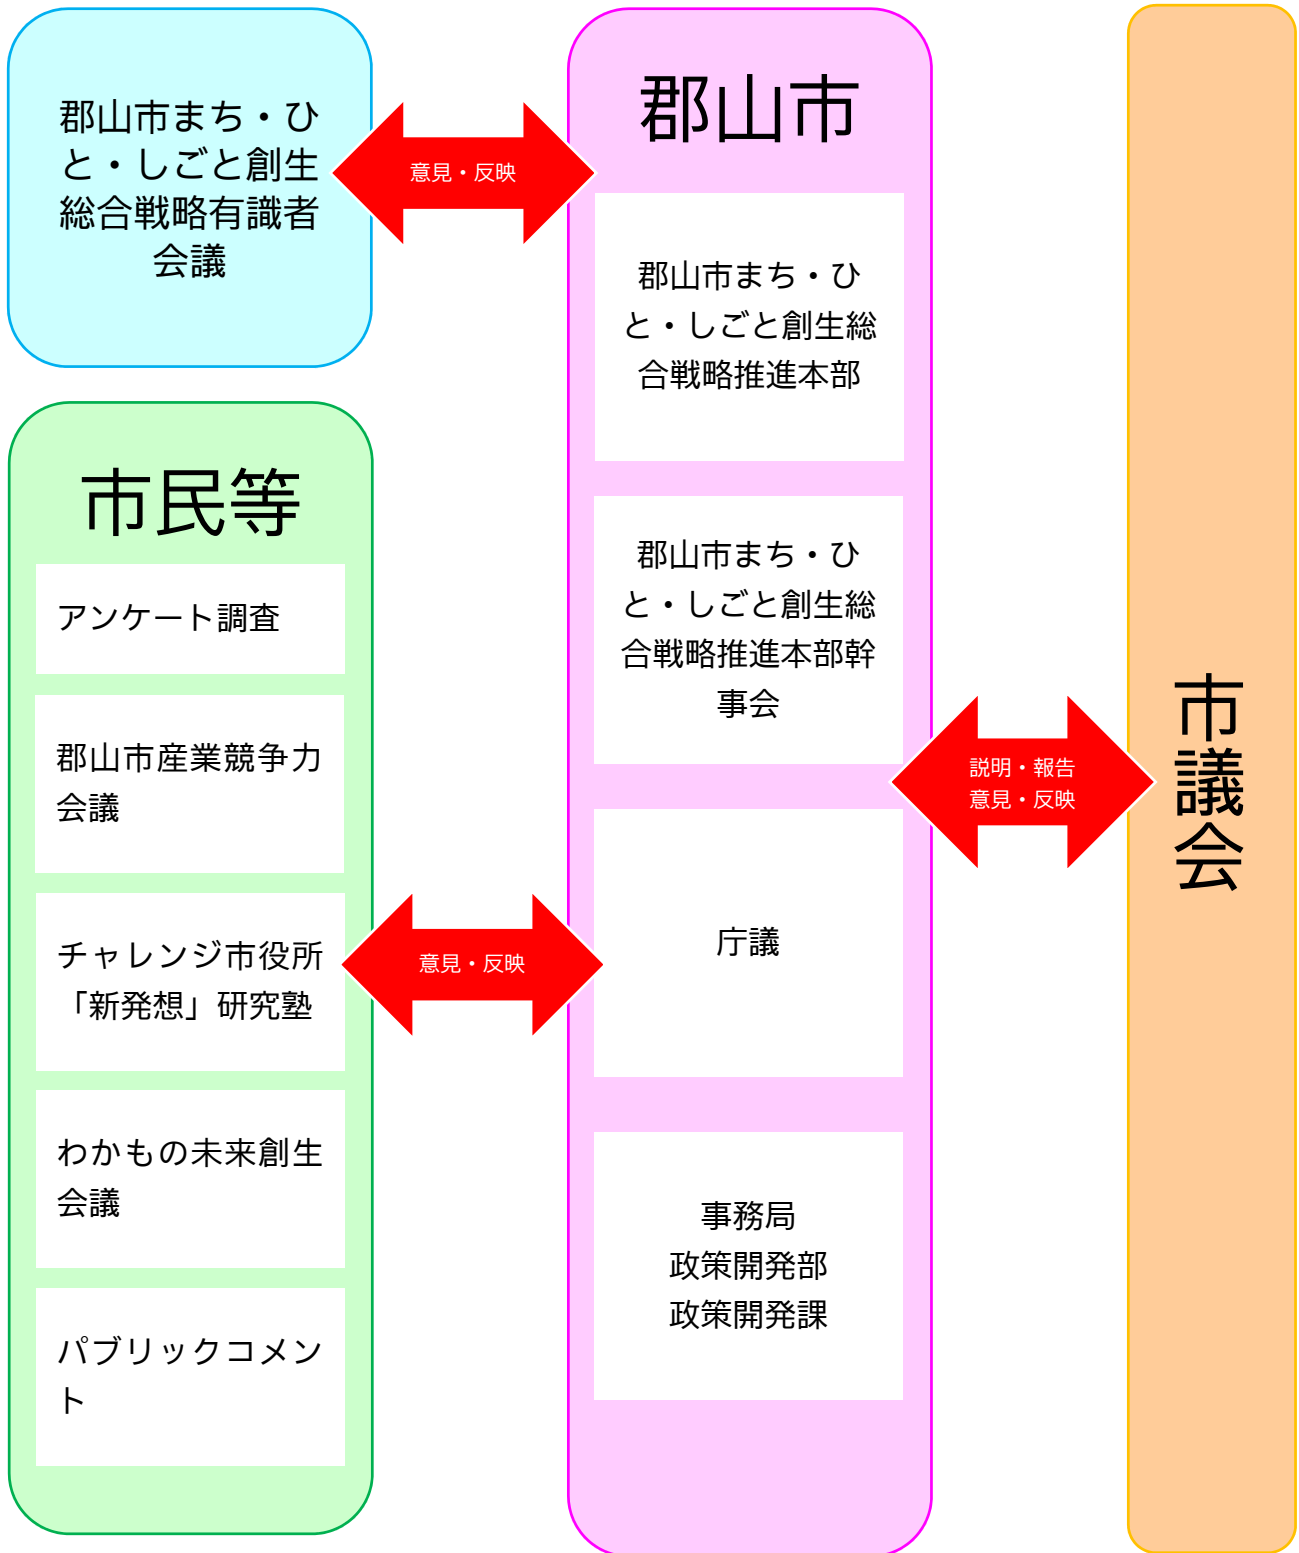 郡山市まち・ひ
と・しごと創生
総合戦略有識者
会議
意見・反映
市民等
アンケート調査
郡山市産業競争力
会議
チャレンジ市役所
「新発想」研究塾
わかもの未来創生
会議
パブリックコメン
ト
意見・反映
郡山市
郡山市まち・ひ
と・しごと創生総
合戦略推進本部
郡山市まち・ひ
と・しごと創生総
合戦略推進本部幹
事会
庁議
事務局
政策開発部
政策開発課
説明・報告
意見・反映
市議会